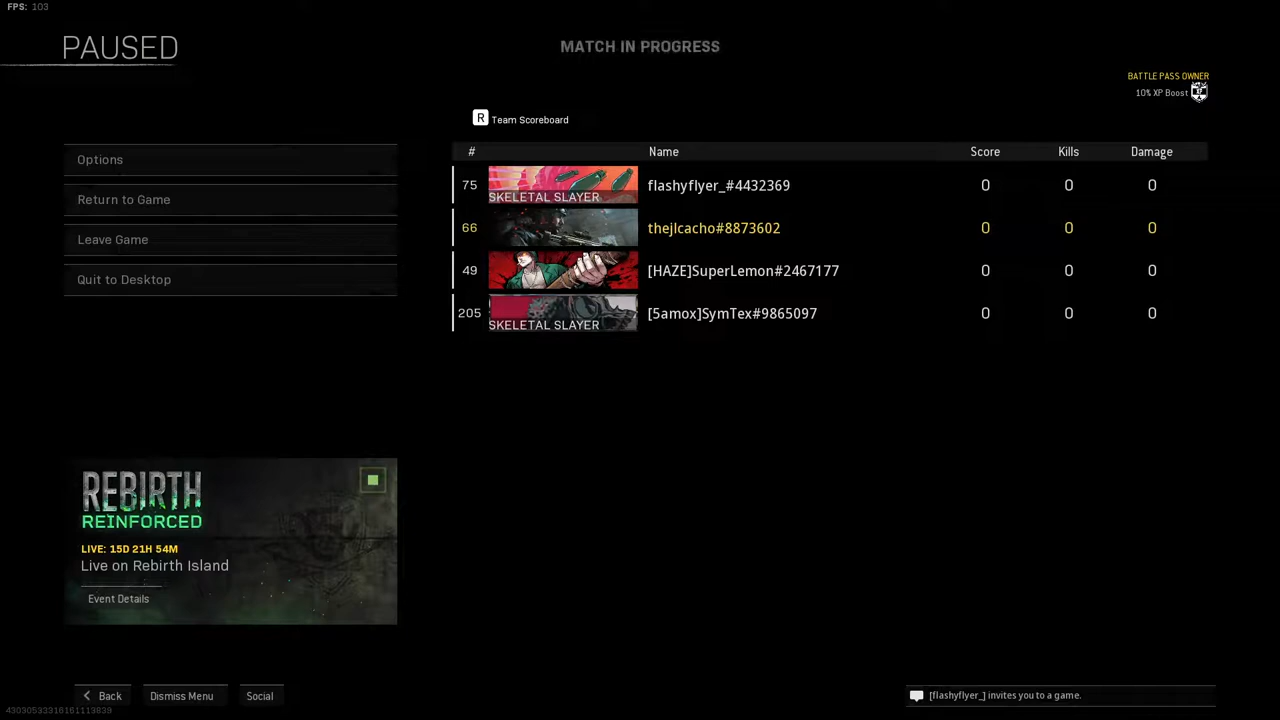 FPS: 103
PAUSED
MATCH IN PROGRESS
BATTLE PASS OWNER
10% XP Boost
R Team Scoreboard
# Name Score Kills Damage
75 SKELETAL SLAYER flashyflyer_#4432369 0 0 0
66 thejlcacho#8873602 0 0 0
49 [HAZE]SuperLemon#2467177 0 0 0
205 SKELETAL SLAYER [5amox]SymTex#9865097 0 0 0
Options
Return to Game
Leave Game
Quit to Desktop
REBIRTH
REINFORCED
LIVE: 15D 21H 54M
Live on Rebirth Island
Event Details
Back Dismiss Menu Social
[flashyflyer_] invites you to a game.